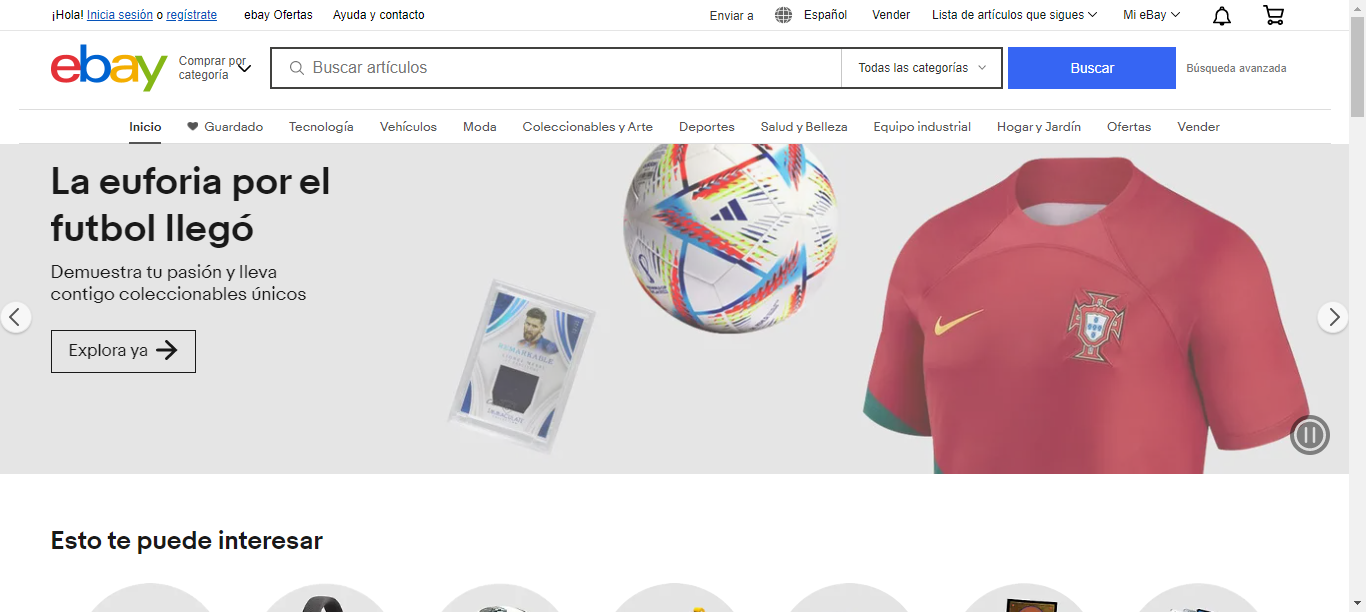 ¡Hola! Inicia sesión o regístrate
ebay Ofertas
Ayuda y contacto
Enviar a
Español
Vender
Lista de artículos que sigues
Mi eBay
ebay
Comprar por
categoría
Buscar artículos
Todas las categorías
Buscar
Búsqueda avanzada
Inicio
Guardado
Tecnología
Vehículos
Moda
Coleccionables y Arte
Deportes
Salud y Belleza
Equipo industrial
Hogar y Jardín
Ofertas
Vender
La euforia por el
futbol llegó
Demuestra tu pasión y lleva
contigo coleccionables únicos
Explora ya
REMARKABLE
IMMACULATE
Esto te puede interesar